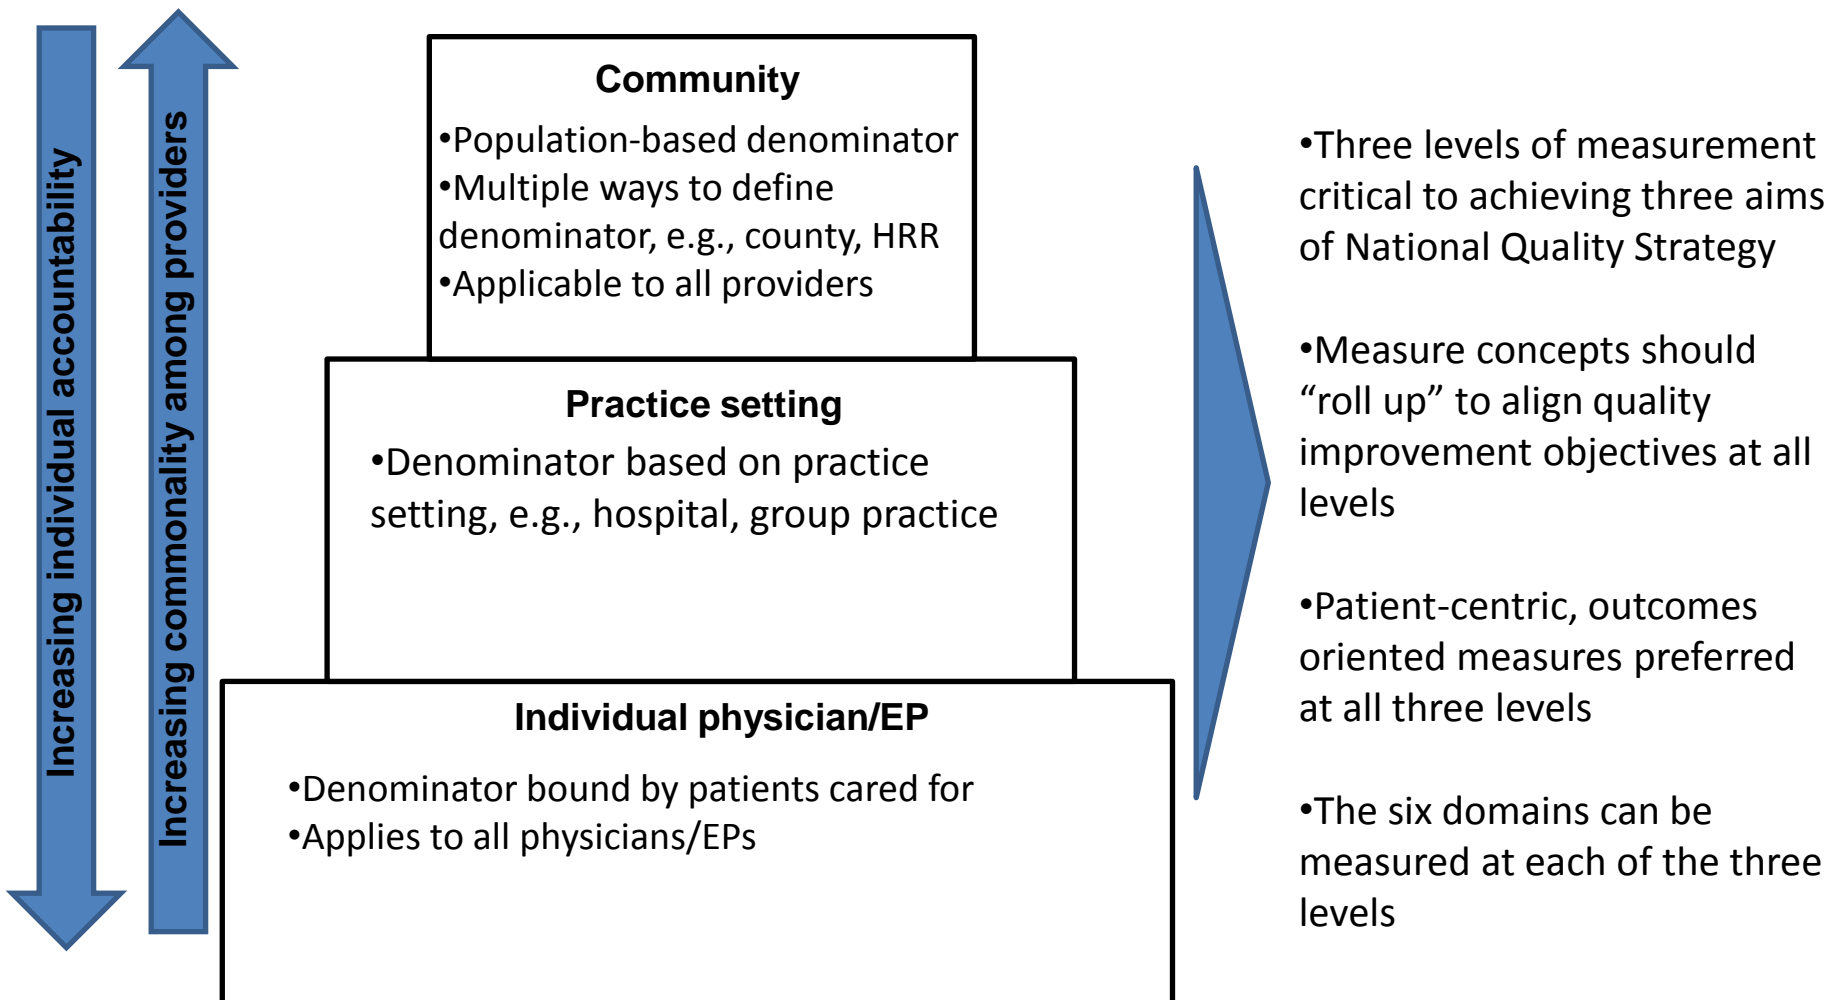 Increasing individual accountability
Increasing commonality among providers
Community
•Population-based denominator
•Multiple ways to define
denominator, e.g., county, HRR
•Applicable to all providers
Practice setting
•Denominator based on practice
setting, e.g., hospital, group practice
Individual physician/EP
•Denominator bound by patients cared for
•Applies to all physicians/EPs
•Three levels of measurement
critical to achieving three aims
of National Quality Strategy
•Measure concepts should
“roll up” to align quality
improvement objectives at all
levels
•Patient-centric, outcomes
oriented measures preferred
at all three levels
•The six domains can be
measured at each of the three
levels